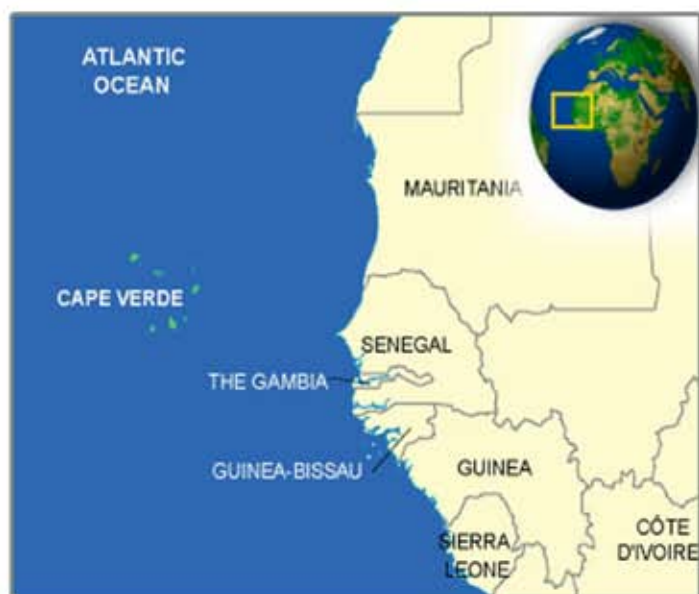 ATLANTIC
OCEAN
MAURITANIA
CAPE VERDE
SENEGAL
THE GAMBIA
GUINEA-BISSAU
GUINEA
SIERRA
LEONE
CÔTE
D'IVOIRE